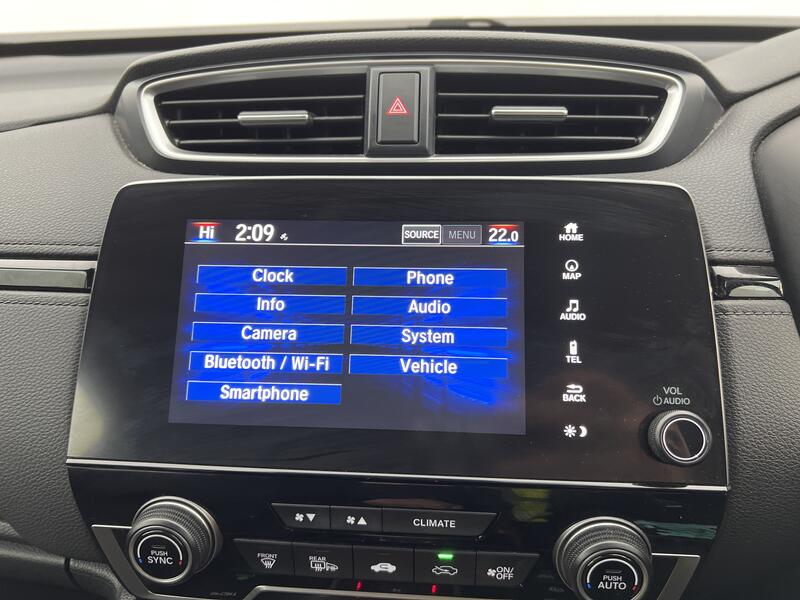 Hi 2:09 SOURCE MENU 22.0
Clock Phone
Info Audio
Camera System
Bluetooth / Wi-Fi Vehicle
Smartphone
HOME
MAP
AUDIO
TEL
BACK
VOL
AUDIO
CLIMATE
PUSH
SYNC
FRONT
REAR
ON/
OFF
PUSH
AUTO